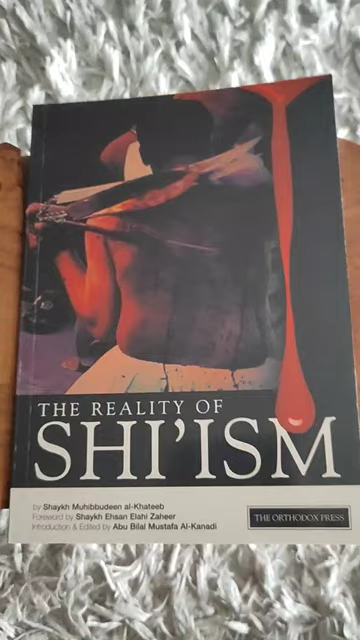 THE REALITY OF
SHI'ISM
by Shaykh Muhibbudeen al-Khateeb
Foreword by Shaykh Ehsan Elahi Zaheer
Introduction & Edited by Abu Bilal Mustafa Al-Kanadi
THE ORTHODOX PRESS